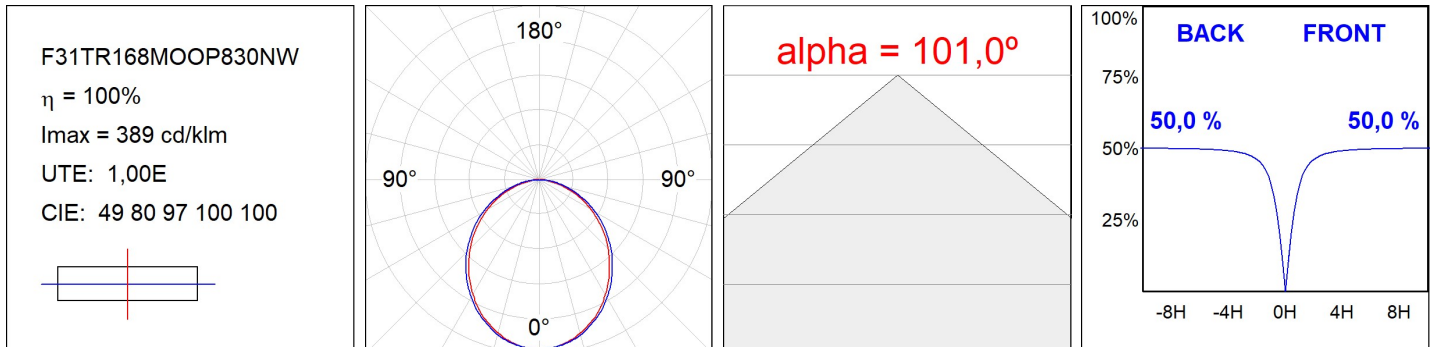 F31TR168MOOP830NW
η = 100%
Imax = 389 cd/klm
UTE: 1,00E
CIE: 49 80 97 100 100
180°
90° 90°
0°
alpha = 101,0º
100%
BACK FRONT
75%
50,0 % 50,0 %
50%
25%
-8H -4H 0H 4H 8H